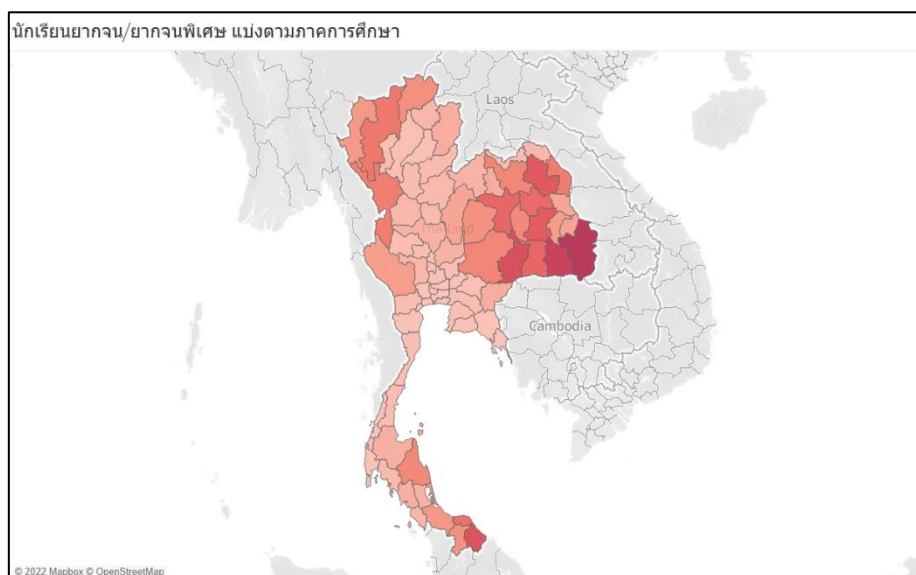 นักเรียนยากจน/ยากจนพิเศษ แบ่งตามภาคการศึกษา
Laos
Thailand
Cambodia
© 2022 Mapbox © OpenStreetMap